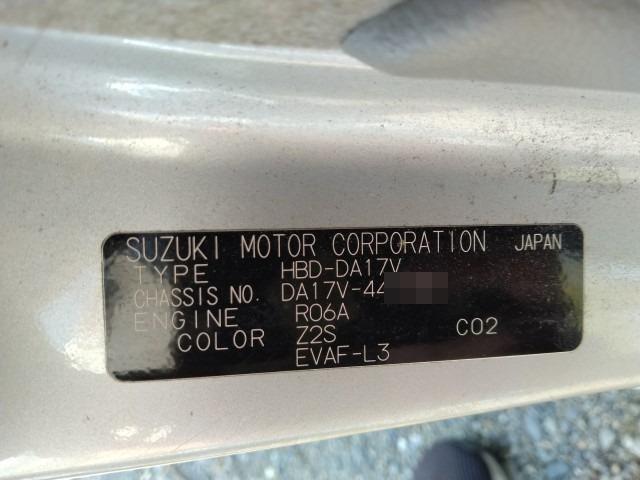 SUZUKI MOTOR CORPORATION JAPAN
TYPE HBD-DA17V
CHASSIS NO. DA17V-44
ENGINE R06A
COLOR Z2S C02
EVAF-L3